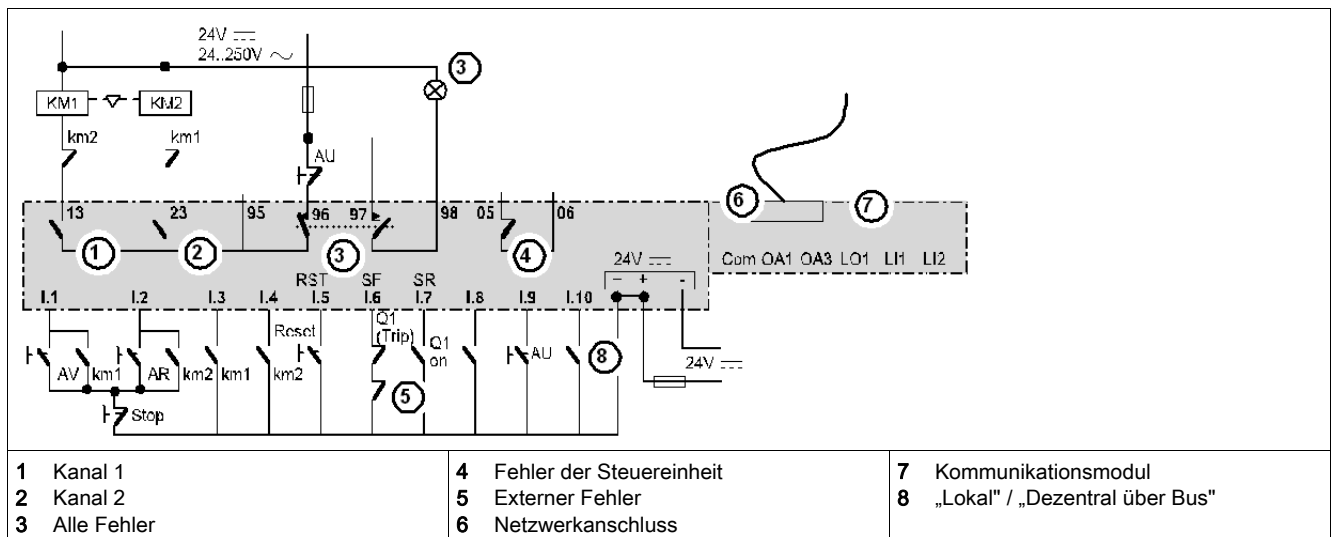 24V
24..250V
3
KM1 KM2
km2 km1
AU
13 23 95 96 97 98 05 06
6 7
1 2 3 4
24V
Com OA1 OA3 LO1 LI1 LI2
RST SF SR
- + -
I.1 I.2 I.3 I.4 I.5 I.6 I.7 I.8 I.9 I.10
Reset Q1
(Trip) Q1
on
AV km1 AR km2 km1 km2 AU 8 24V
5
Stop
1 Kanal 1
2 Kanal 2
3 Alle Fehler
4 Fehler der Steuereinheit
5 Externer Fehler
6 Netzwerkanschluss
7 Kommunikationsmodul
8 „Lokal" / „Dezentral über Bus"